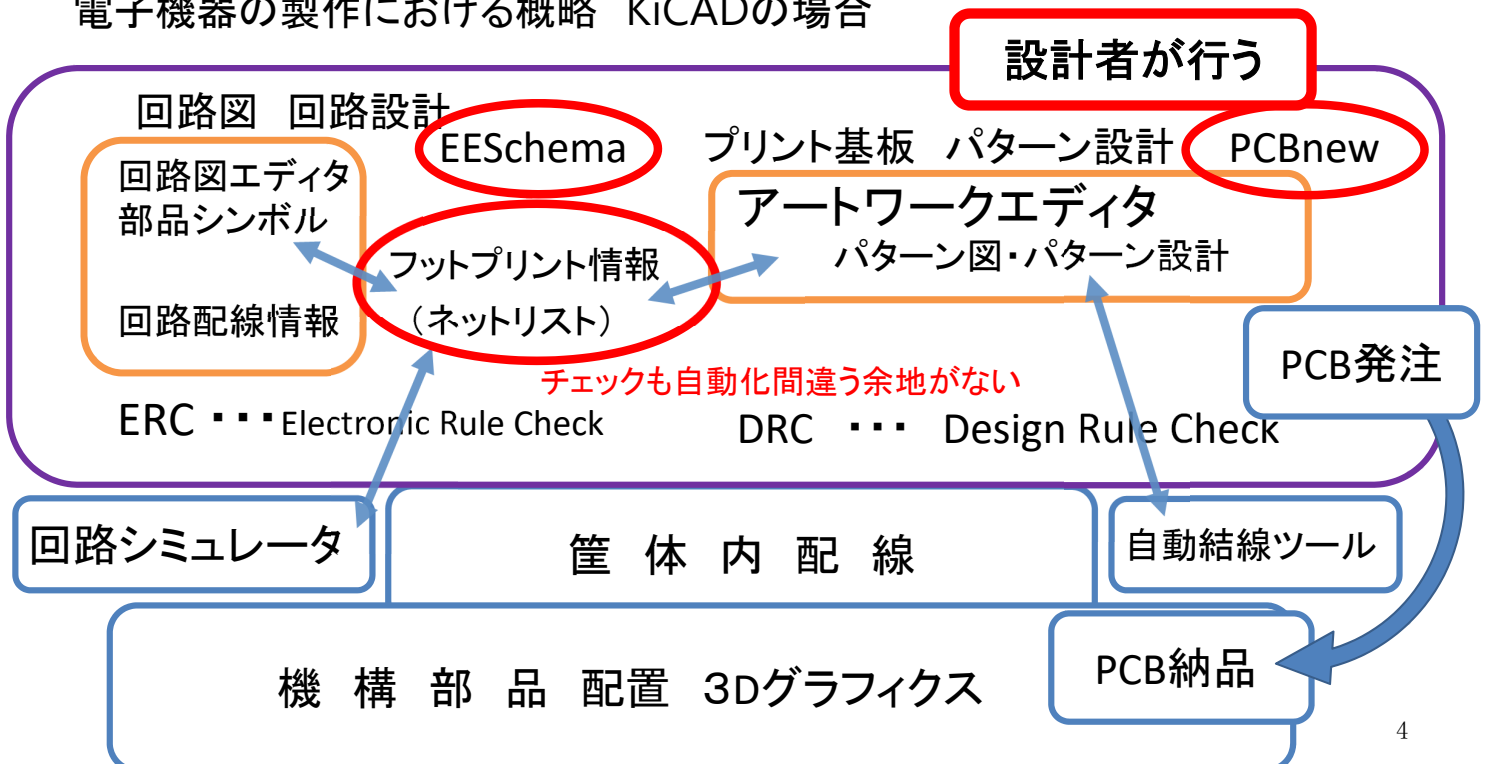 電子機器の製作における概略 KiCADの場合
設計者が行う
回路図 回路設計
EESchema
プリント基板 パターン設計
PCBnew
回路図エディタ
部品シンボル
回路配線情報
フットプリント情報
(ネットリスト)
アートワークエディタ
パターン図・パターン設計
チェックも自動化間違う余地がない
ERC ・・・Electronic Rule Check
DRC ・・・ Design Rule Check
PCB発注
回路シミュレータ
筐 体 内 配 線
自動結線ツール
機 構 部 品 配置 3Dグラフィクス
PCB納品
4